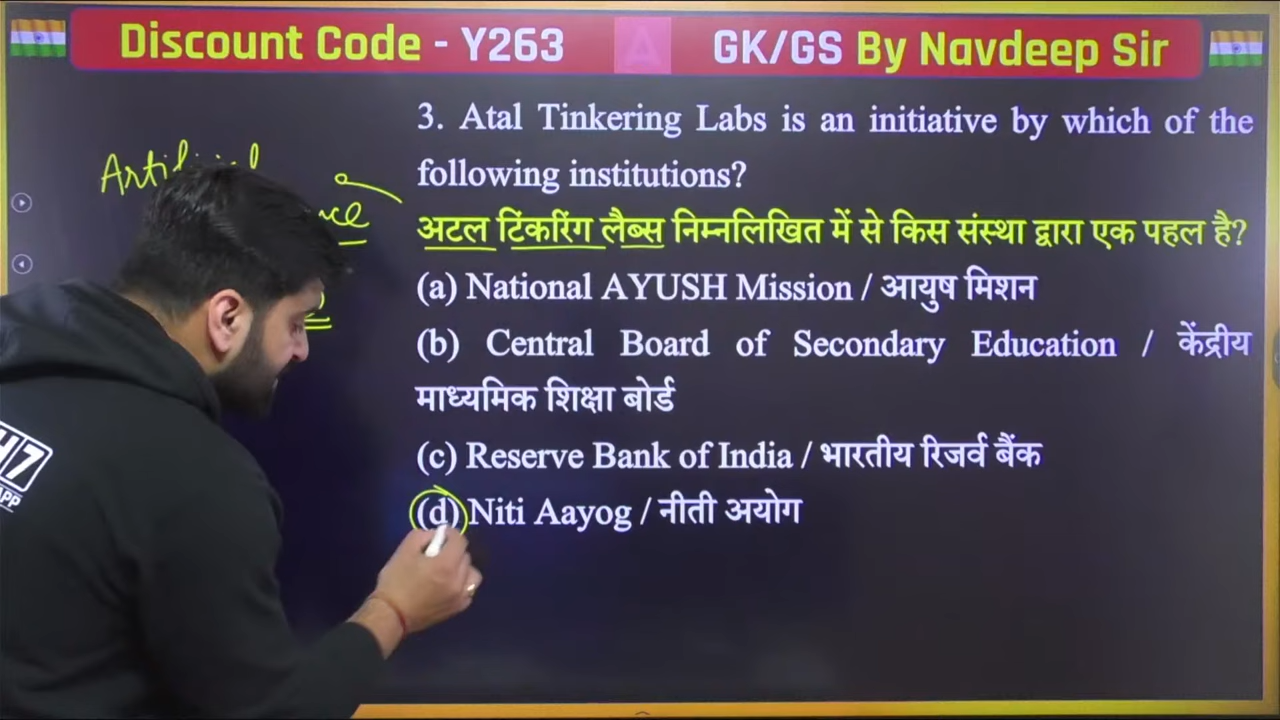 Discount Code - Y263
GK/GS By Navdeep Sir
3. Atal Tinkering Labs is an initiative by which of the
following institutions?
अटल टिंकरिंग लैब्स निम्नलिखित में से किस संस्था द्वारा एक पहल है?
(a) National AYUSH Mission / आयुष मिशन
(b) Central Board of Secondary Education / केंद्रीय
माध्यमिक शिक्षा बोर्ड
(c) Reserve Bank of India / भारतीय रिजर्व बैंक
(d) Niti Aayog / नीती अयोग